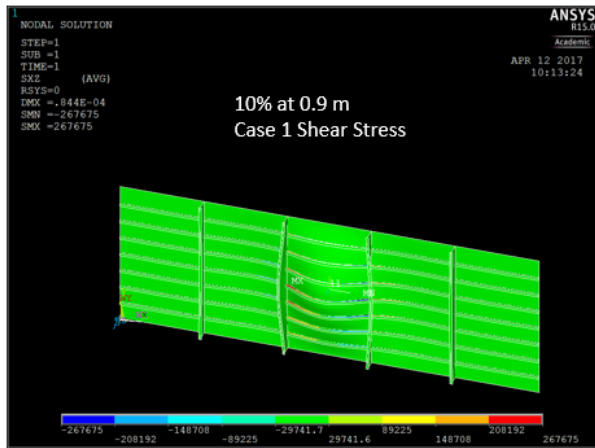 1
NODAL SOLUTION
STEP=1
SUB =1
TIME=1
SXZ (AVG)
RSYS=0
DMX =.844E-04
SMN =-267675
SMX =267675
ANSYS
R15.0
Academic
APR 12 2017
10:13:24
10% at 0.9 m
Case 1 Shear Stress
MX
MN
-267675 -148708 -29741.7 89225 208192
-208192 -89225 29741.6 148708 267675